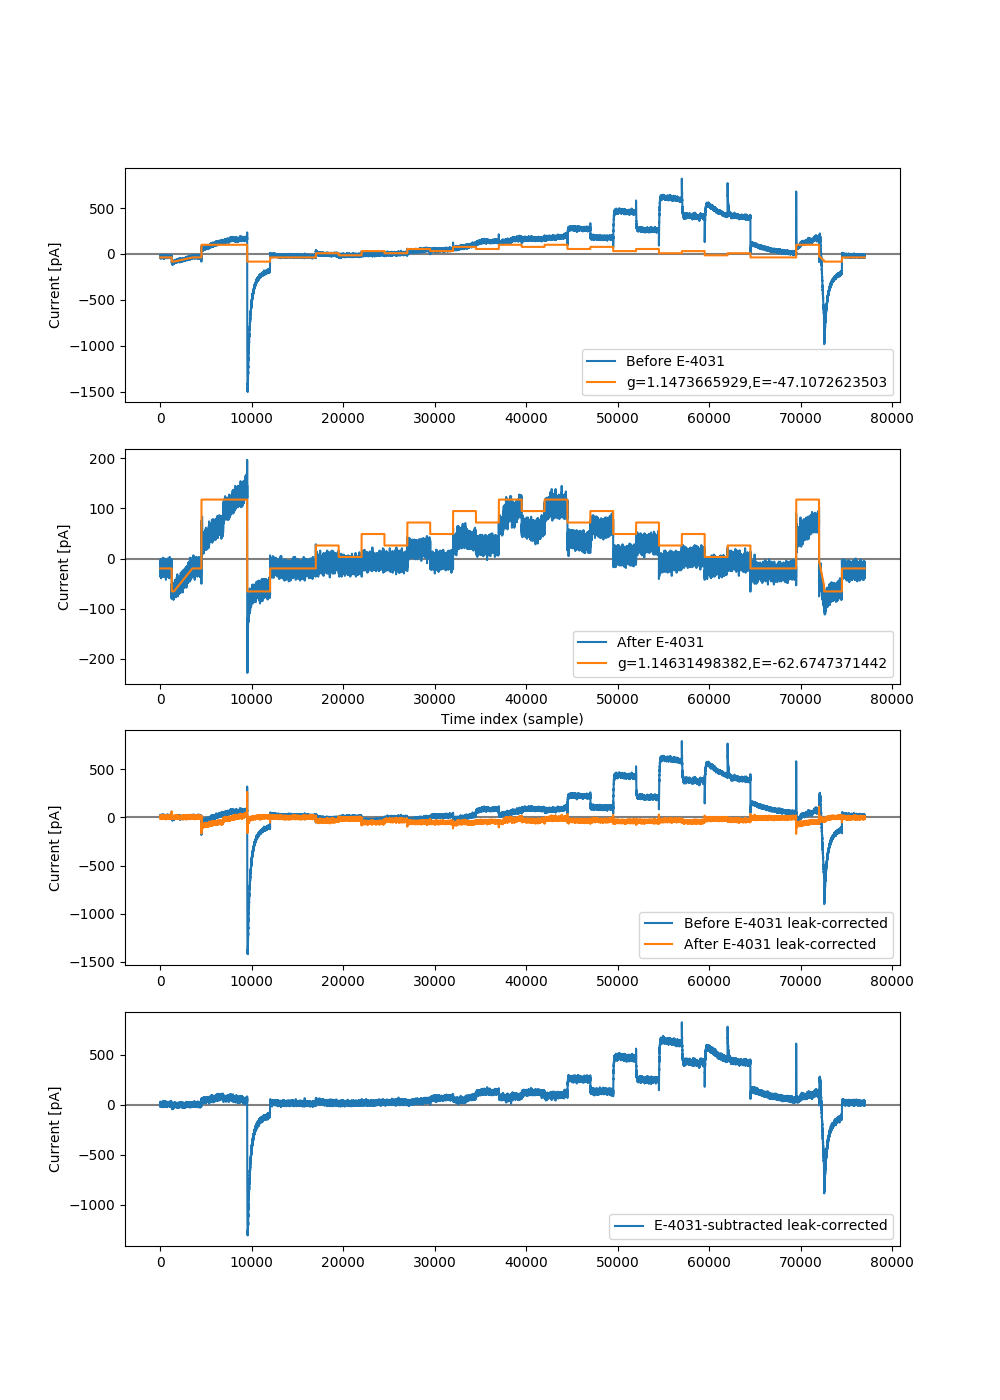 500
0
−500
−1000
−1500
Current [pA]
Before E-4031
g=1.1473665929,E=-47.1072623503
0 10000 20000 30000 40000 50000 60000 70000 80000
200
100
0
−100
−200
Current [pA]
After E-4031
g=1.14631498382,E=-62.6747371442
0 10000 20000 30000 40000 50000 60000 70000 80000
Time index (sample)
500
0
−500
−1000
−1500
Current [pA]
Before E-4031 leak-corrected
After E-4031 leak-corrected
0 10000 20000 30000 40000 50000 60000 70000 80000
500
0
−500
−1000
Current [pA]
E-4031-subtracted leak-corrected
0 10000 20000 30000 40000 50000 60000 70000 80000